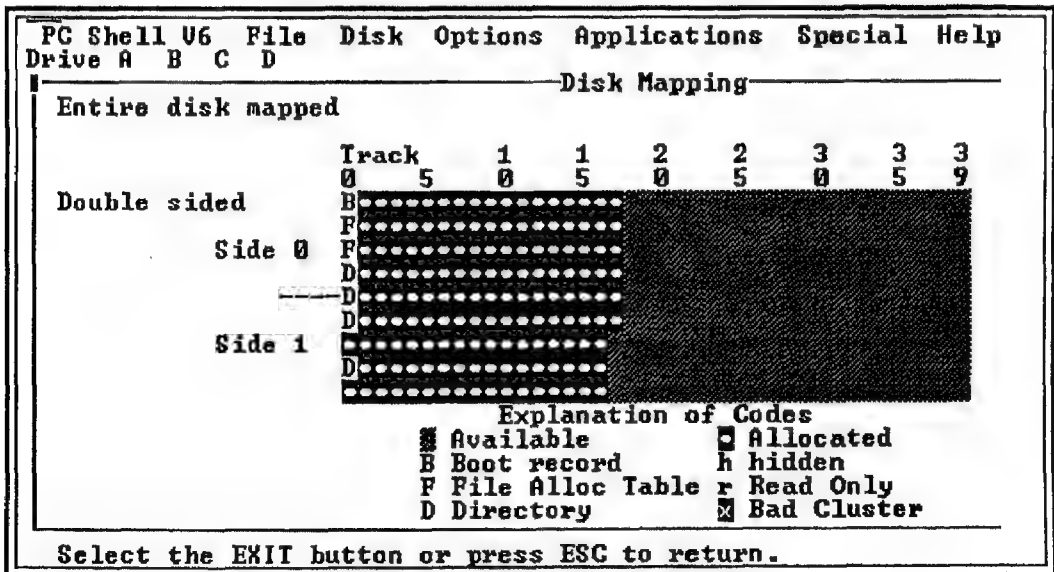 PC Shell V6 File Disk Options Applications Special Help
Drive A B C D
Disk Mapping
Entire disk mapped
Track 1 1 2 2 3 3 3
0 5 0 5 0 5 0 5 9
Double sided B
F
Side 0 F
D
D
D
Side 1
D
Explanation of Codes
Available Allocated
B Boot record h hidden
F File Alloc Table r Read Only
D Directory x Bad Cluster
Select the EXIT button or press ESC to return.